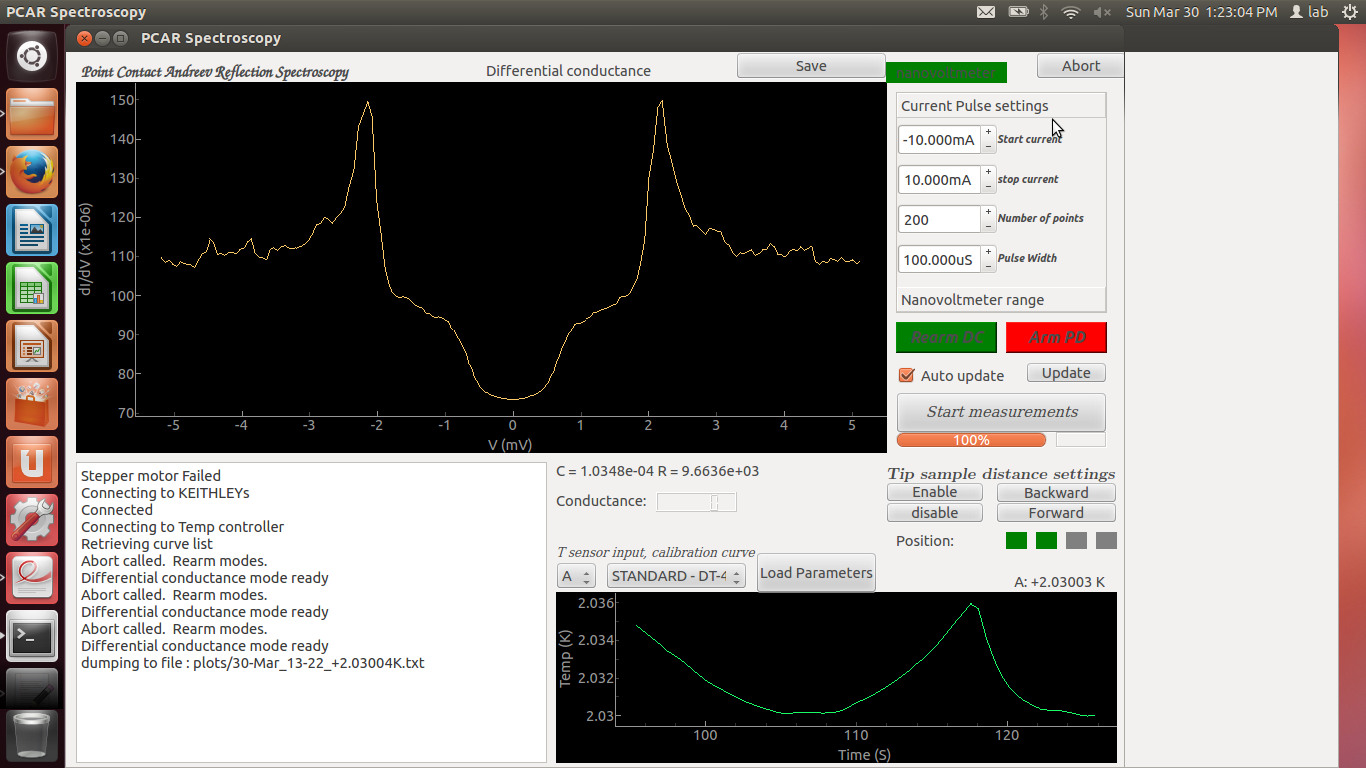 PCAR Spectroscopy
Sun Mar 30 1:23:04 PM lab
PCAR Spectroscopy
Point Contact Andreev Reflection Spectroscopy
Differential conductance
Save
Abort
150
140
130
120
110
100
90
80
70
dI/dV (x1e-06)
-5 -4 -3 -2 -1 0 1 2 3 4 5
V (mV)
Current Pulse settings
-10.000mA Start current
10.000mA stop current
200 Number of points
100.000uS Pulse Width
Nanovoltmeter range
Rearm DC Arm PD
Auto update Update
Start measurements
100%
Stepper motor Failed
Connecting to KEITHLEYs
Connected
Connecting to Temp controller
Retrieving curve list
Abort called. Rearm modes.
Differential conductance mode ready
Abort called. Rearm modes.
Differential conductance mode ready
Abort called. Rearm modes.
Differential conductance mode ready
dumping to file : plots/30-Mar_13-22_+2.03004K.txt
C = 1.0348e-04 R = 9.6636e+03
Conductance:
T sensor input, calibration curve
A STANDARD - DT-4 Load Parameters
Tip sample distance settings
Enable Backward
disable Forward
Position:
A: +2.03003 K
2.036
2.034
2.032
2.03
Temp (K)
100 110 120
Time (S)